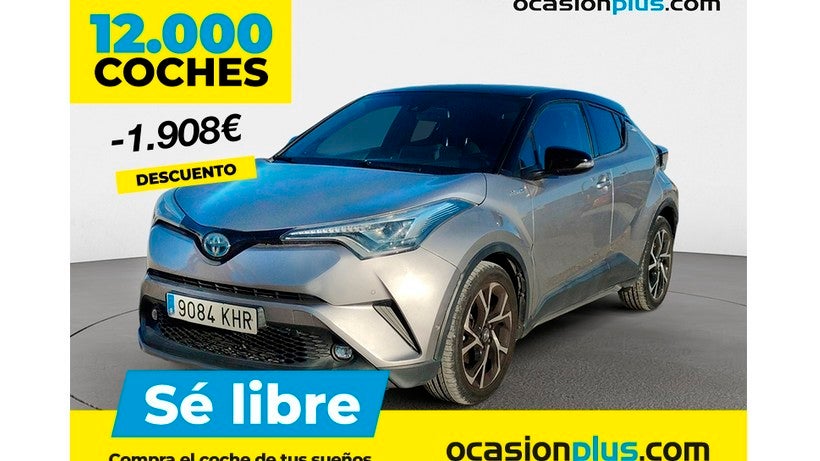 12.000
COCHES
ocasionplus.com
-1.908€
DESCUENTO
9084 KHR
Sé libre
Compra el coche de tus sueños
ocasionplus.com